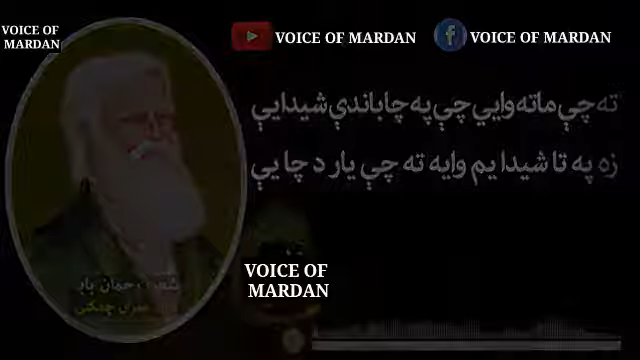 VOICE OF
MARDAN
VOICE OF MARDAN
VOICE OF MARDAN
ته چې ماته وايي چې په چا باندې شيدايې
زه په تا شيدا يم وايه ته چې يار د چا يې
VOICE OF
MARDAN